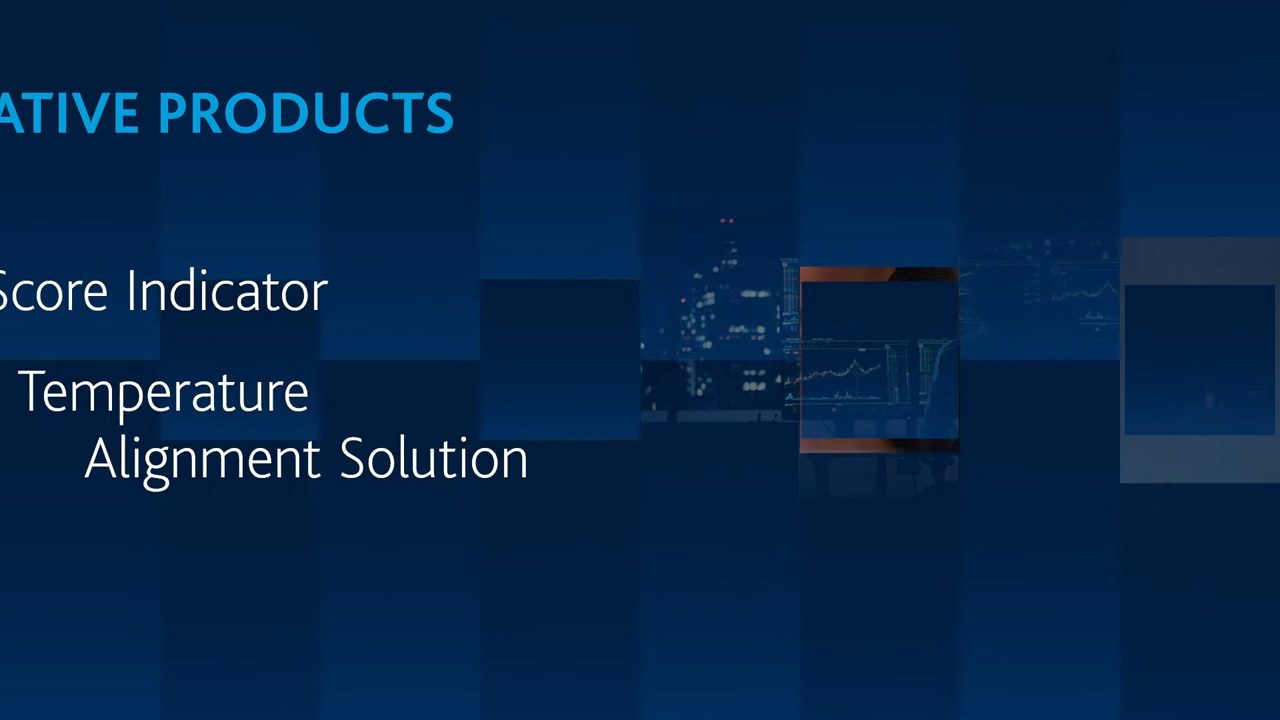 ATIVE PRODUCTS
Score Indicator
Temperature
Alignment Solution